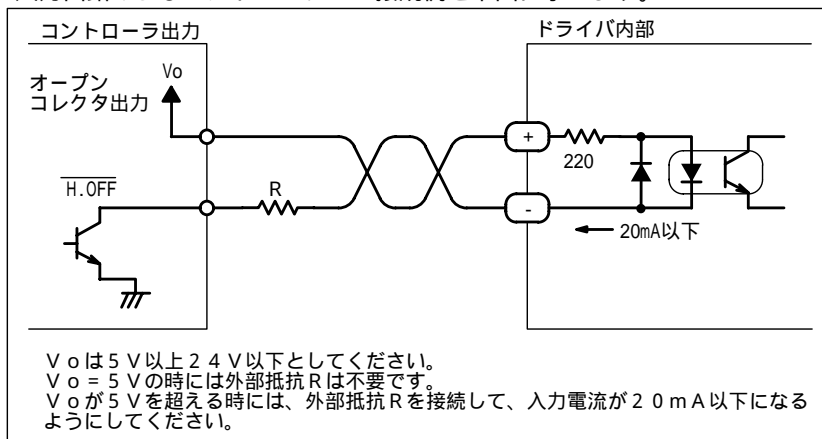 コントローラ出力
ドライバ内部
オープン
コレクタ出力
Vo
H.OFF
R
+
220
-
20mA以下
Ｖｏは５Ｖ以上２４Ｖ以下としてください。
Ｖｏ＝５Ｖの時には外部抵抗Ｒは不要です。
Ｖｏが５Ｖを超える時には、外部抵抗Ｒを接続して、入力電流が２０ｍＡ以下になる
ようにしてください。